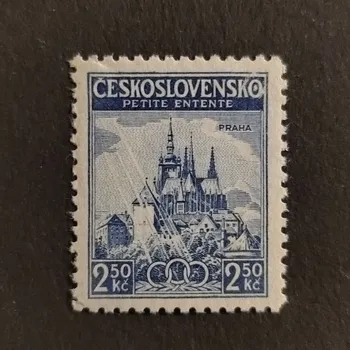 ČESKOSLOVENSKO
PETITE ENTENTE
PRAHA
2 50 Kč 2 50 Kč